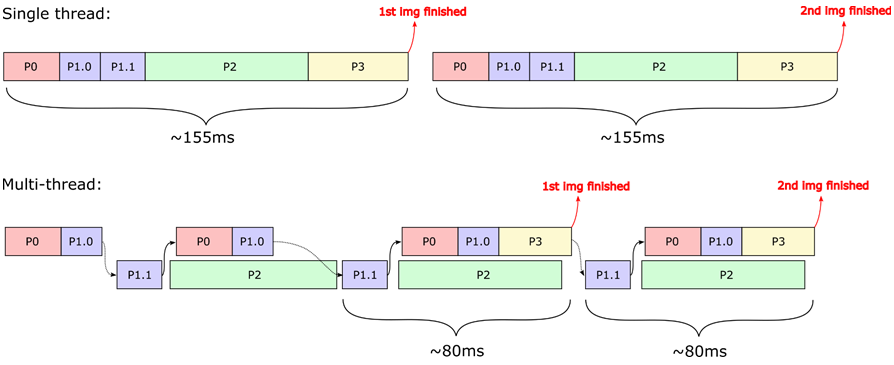 Single thread:
1st img finished
2nd img finished
P0 P1.0 P1.1 P2 P3
P0 P1.0 P1.1 P2 P3
~155ms
~155ms
Multi-thread:
1st img finished
2nd img finished
P0 P1.0 P0 P1.0 P0 P1.0 P3 P0 P1.0 P3
P1.1 P2 P1.1 P2 P1.1 P2
~80ms
~80ms